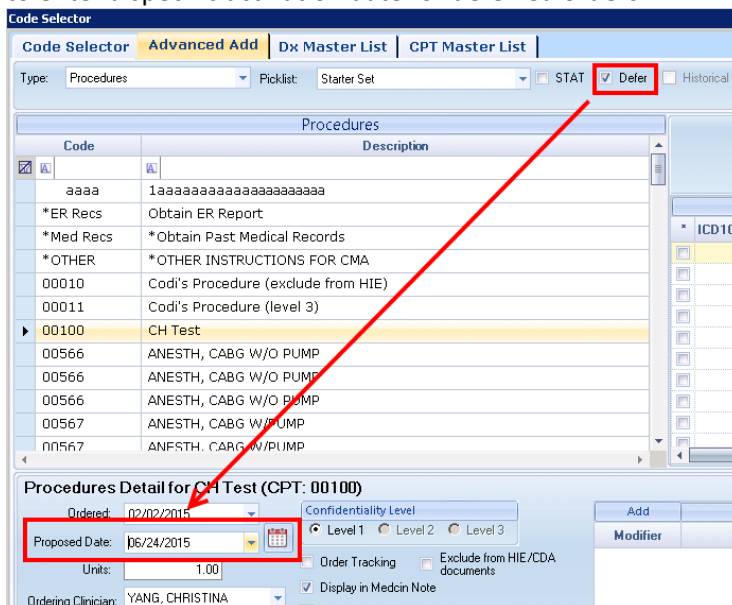 Code Selector
Code Selector Advanced Add Dx Master List CPT Master List
Type: Procedures Picklist: Starter Set STAT Defer Historical
Procedures
Code Description
aaaa 1aaaaaaaaaaaaaaaaaaaaa
*ER Recs Obtain ER Report
*Med Recs *Obtain Past Medical Records
*OTHER *OTHER INSTRUCTIONS FOR CMA
00010 Codi's Procedure (exclude from HIE)
00011 Codi's Procedure (level 3)
00100 CH Test
00566 ANESTH, CABG W/O PUMP
00566 ANESTH, CABG W/O PUMP
00566 ANESTH, CABG W/O PUMP
00567 ANESTH, CABG W/PUMP
00567 ANESTH, CABG W/PUMP
* ICD10
Procedures Detail for CH Test (CPT: 00100)
Ordered: 02/02/2015
Proposed Date: 06/24/2015
Units: 1.00
Ordering Clinician: YANG, CHRISTINA
Confidentiality Level
Level 1 Level 2 Level 3
Order Tracking Exclude from HIE/CDA documents
Display in Medcin Note
Add
Modifier